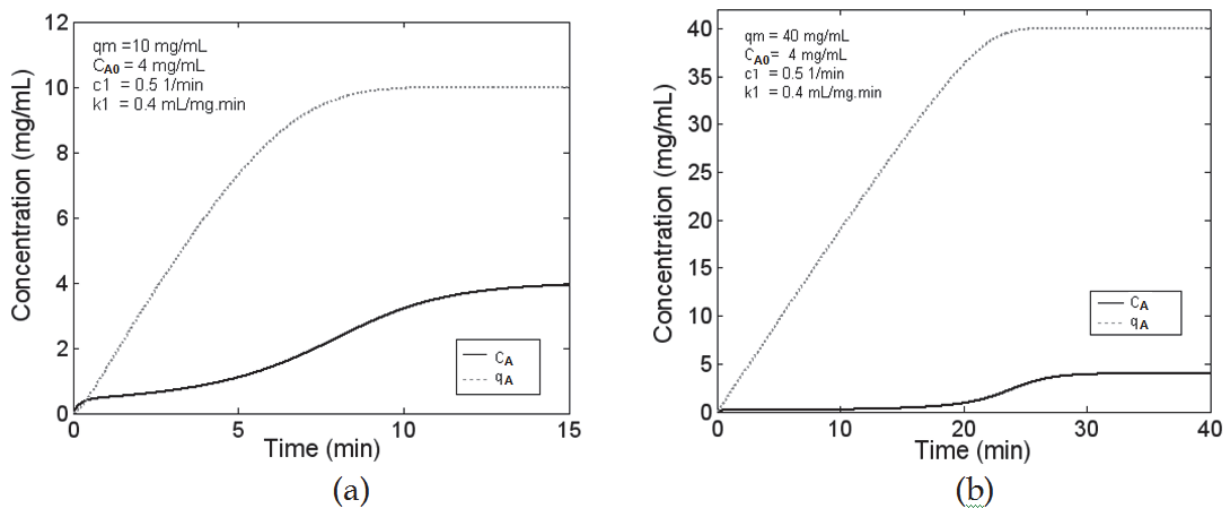 12
10
8
6
4
2
0
Concentration (mg/mL)
qm =10 mg/mL
CA0 = 4 mg/mL
c1 = 0.5 1/min
k1 = 0.4 mL/mg.min
CA
qA
0 5 10 15
Time (min)
(a)
40
35
30
25
20
15
10
5
0
Concentration (mg/mL)
qm = 40 mg/mL
CA0= 4 mg/mL
c1 = 0.5 1/min
k1 = 0.4 mL/mg.min
CA
qA
0 10 20 30 40
Time (min)
(b)